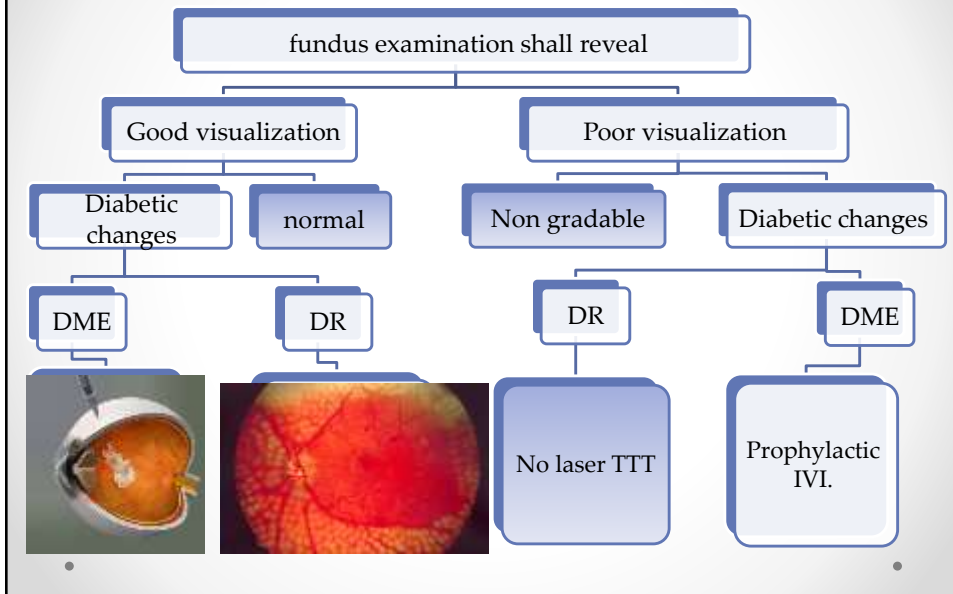 fundus examination shall reveal
Good visualization
Poor visualization
Diabetic
changes
normal
Non gradable
Diabetic changes
DME
DR
DR
DME
No laser TTT
Prophylactic
IVI.